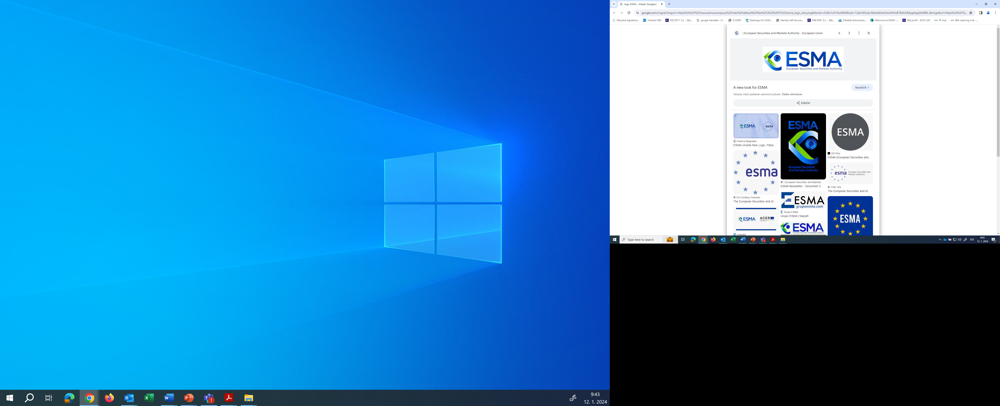 9:43
12. 1. 2024
logo ESMA - Hľadať Googlom
google.com/imgres?imgurl=https%3A%2F%2Fwww.esma.europa.eu%2Fsites%2Fdefault%2Ffiles%2F2023%2F01%2Fesma_logo_new.png
Národná legislatíva...
Intranet NBS
203/2011 Z.z. - Zák...
google translate - H...
IS EKRO
Meetings list | ESM...
Identity Self Service...
566/2001 Z.z. - Zák...
Dôležité dokumenty...
Welcome to ESMA -...
Môj profil - SLOV-LEX
SF Hub
EBA Learning Hub -...
| European Securities and Markets Authority - European Union
ESMA
European Securities and Markets Authority
A new look for ESMA
Navštíviť
Obrázky môžu podliehať autorským právam. Ďalšie informácie
Zdieľať
ESMA
esma
Finance Magnates
ESMA Unveils New Logo, Plans...
esma
EU Funding Overview
The European Securities and M...
ESMA
ACER
LinkedIn
ESMA
European Securities
and Markets Authority
| European Securities and Markets ...
ESMA Newsletter - December 2...
ESMA
grupoesma.com
Grupo ESMA
Grupo ESMA | Nayarit
ESMA
European Securities and Markets Authority
ESMA
IAS Plus
ESMA (European Securities and...
esma
European Securities and
Markets Authority
CDE UAL
The European Securities and M...
ESMA
Type here to search
SLK
9:43
12. 1. 2024